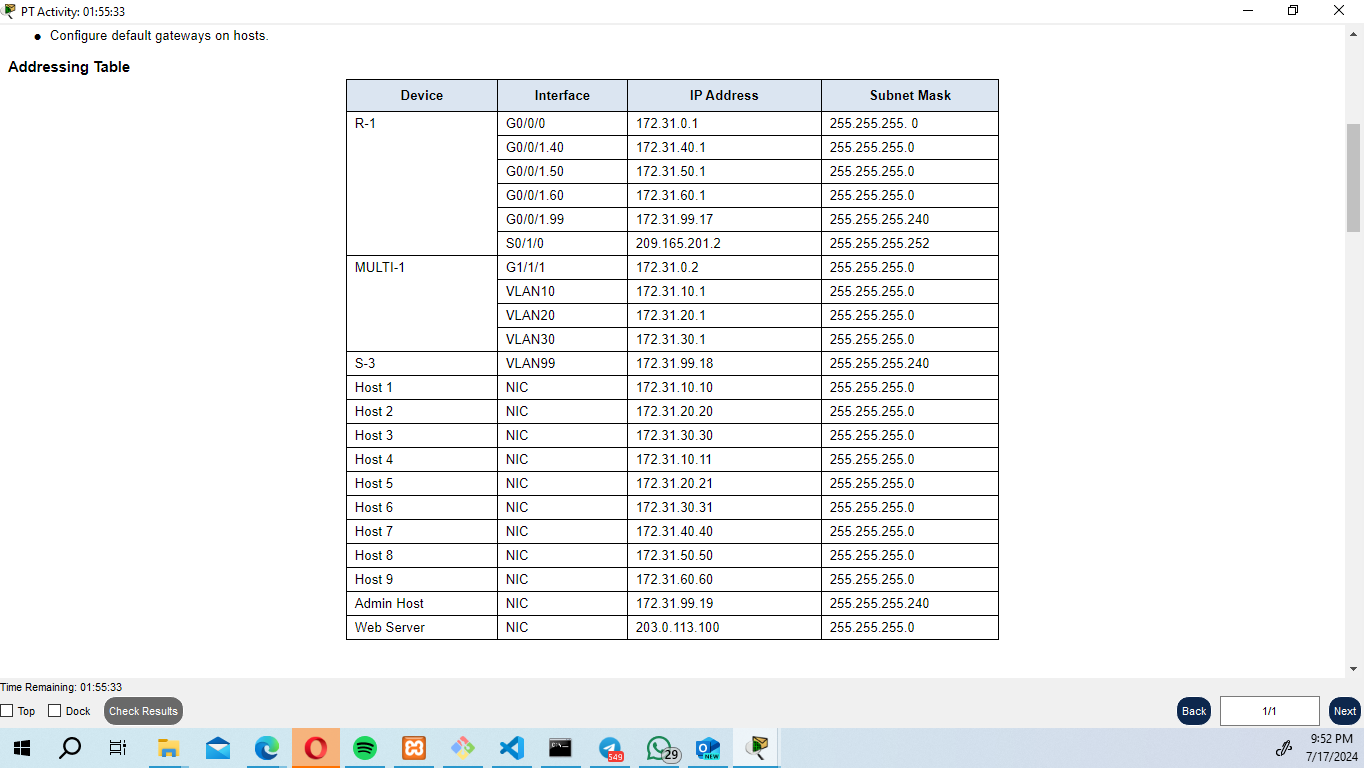 PT Activity: 01:55:33
● Configure default gateways on hosts.
Addressing Table
Device Interface IP Address Subnet Mask
R-1 G0/0/0 172.31.0.1 255.255.255. 0
G0/0/1.40 172.31.40.1 255.255.255.0
G0/0/1.50 172.31.50.1 255.255.255.0
G0/0/1.60 172.31.60.1 255.255.255.0
G0/0/1.99 172.31.99.17 255.255.255.240
S0/1/0 209.165.201.2 255.255.255.252
MULTI-1 G1/1/1 172.31.0.2 255.255.255.0
VLAN10 172.31.10.1 255.255.255.0
VLAN20 172.31.20.1 255.255.255.0
VLAN30 172.31.30.1 255.255.255.0
S-3 VLAN99 172.31.99.18 255.255.255.240
Host 1 NIC 172.31.10.10 255.255.255.0
Host 2 NIC 172.31.20.20 255.255.255.0
Host 3 NIC 172.31.30.30 255.255.255.0
Host 4 NIC 172.31.10.11 255.255.255.0
Host 5 NIC 172.31.20.21 255.255.255.0
Host 6 NIC 172.31.30.31 255.255.255.0
Host 7 NIC 172.31.40.40 255.255.255.0
Host 8 NIC 172.31.50.50 255.255.255.0
Host 9 NIC 172.31.60.60 255.255.255.0
Admin Host NIC 172.31.99.19 255.255.255.240
Web Server NIC 203.0.113.100 255.255.255.0
Time Remaining: 01:55:33
Top Dock Check Results Back 1/1 Next
549 29 NEW
9:52 PM
7/17/2024